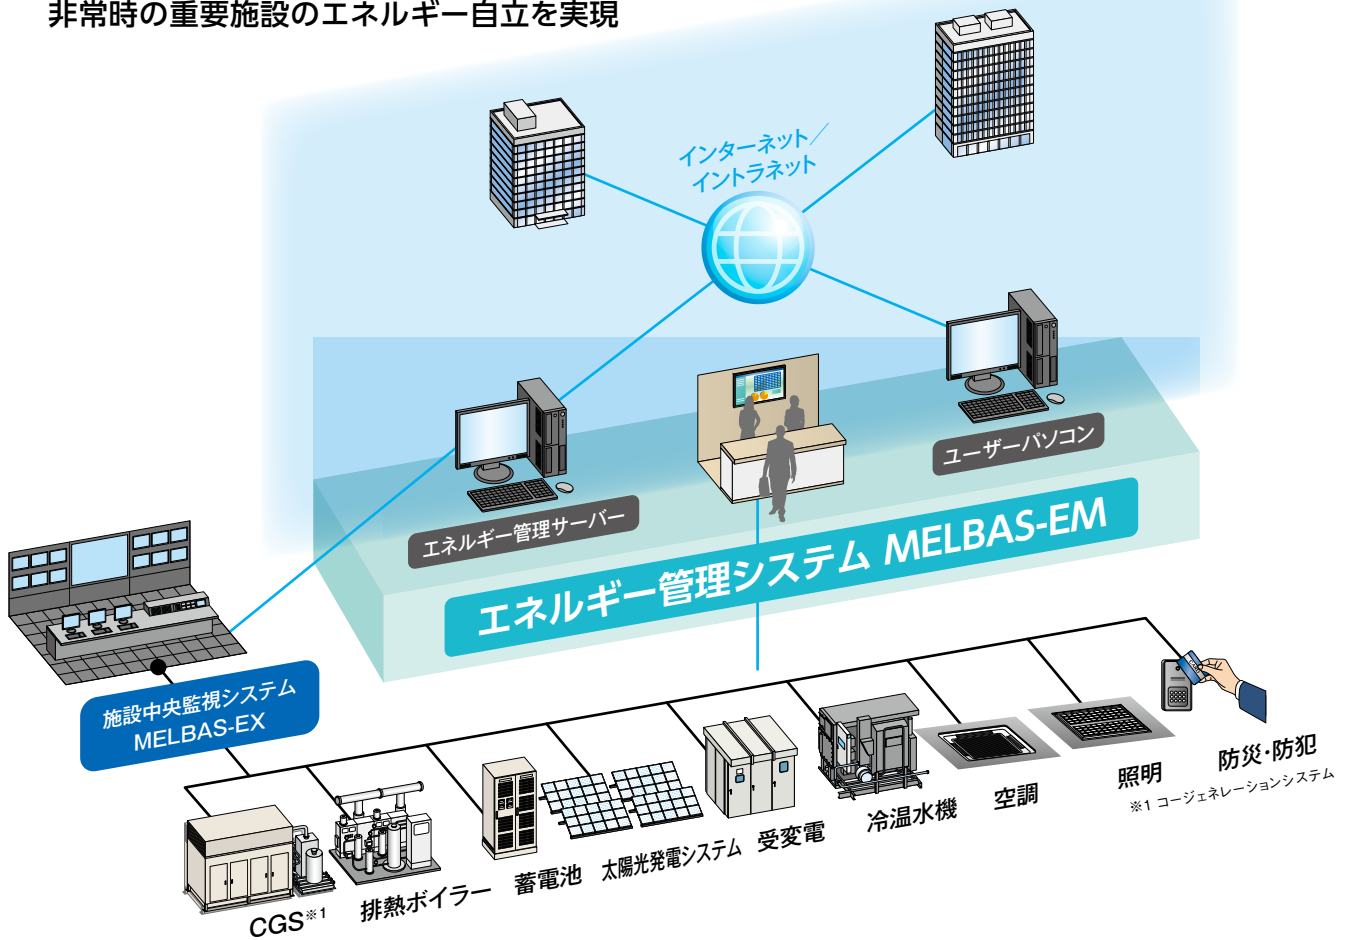 非常時の重要施設のエネルギー自立を実現
インターネット／
イントラネット
ユーザーパソコン
エネルギー管理サーバー
エネルギー管理システム MELBAS-EM
施設中央監視システム
MELBAS-EX
CGS※1
排熱ボイラー
蓄電池
太陽光発電システム
受変電
冷温水機
空調
照明
防災・防犯
※1 コージェネレーションシステム